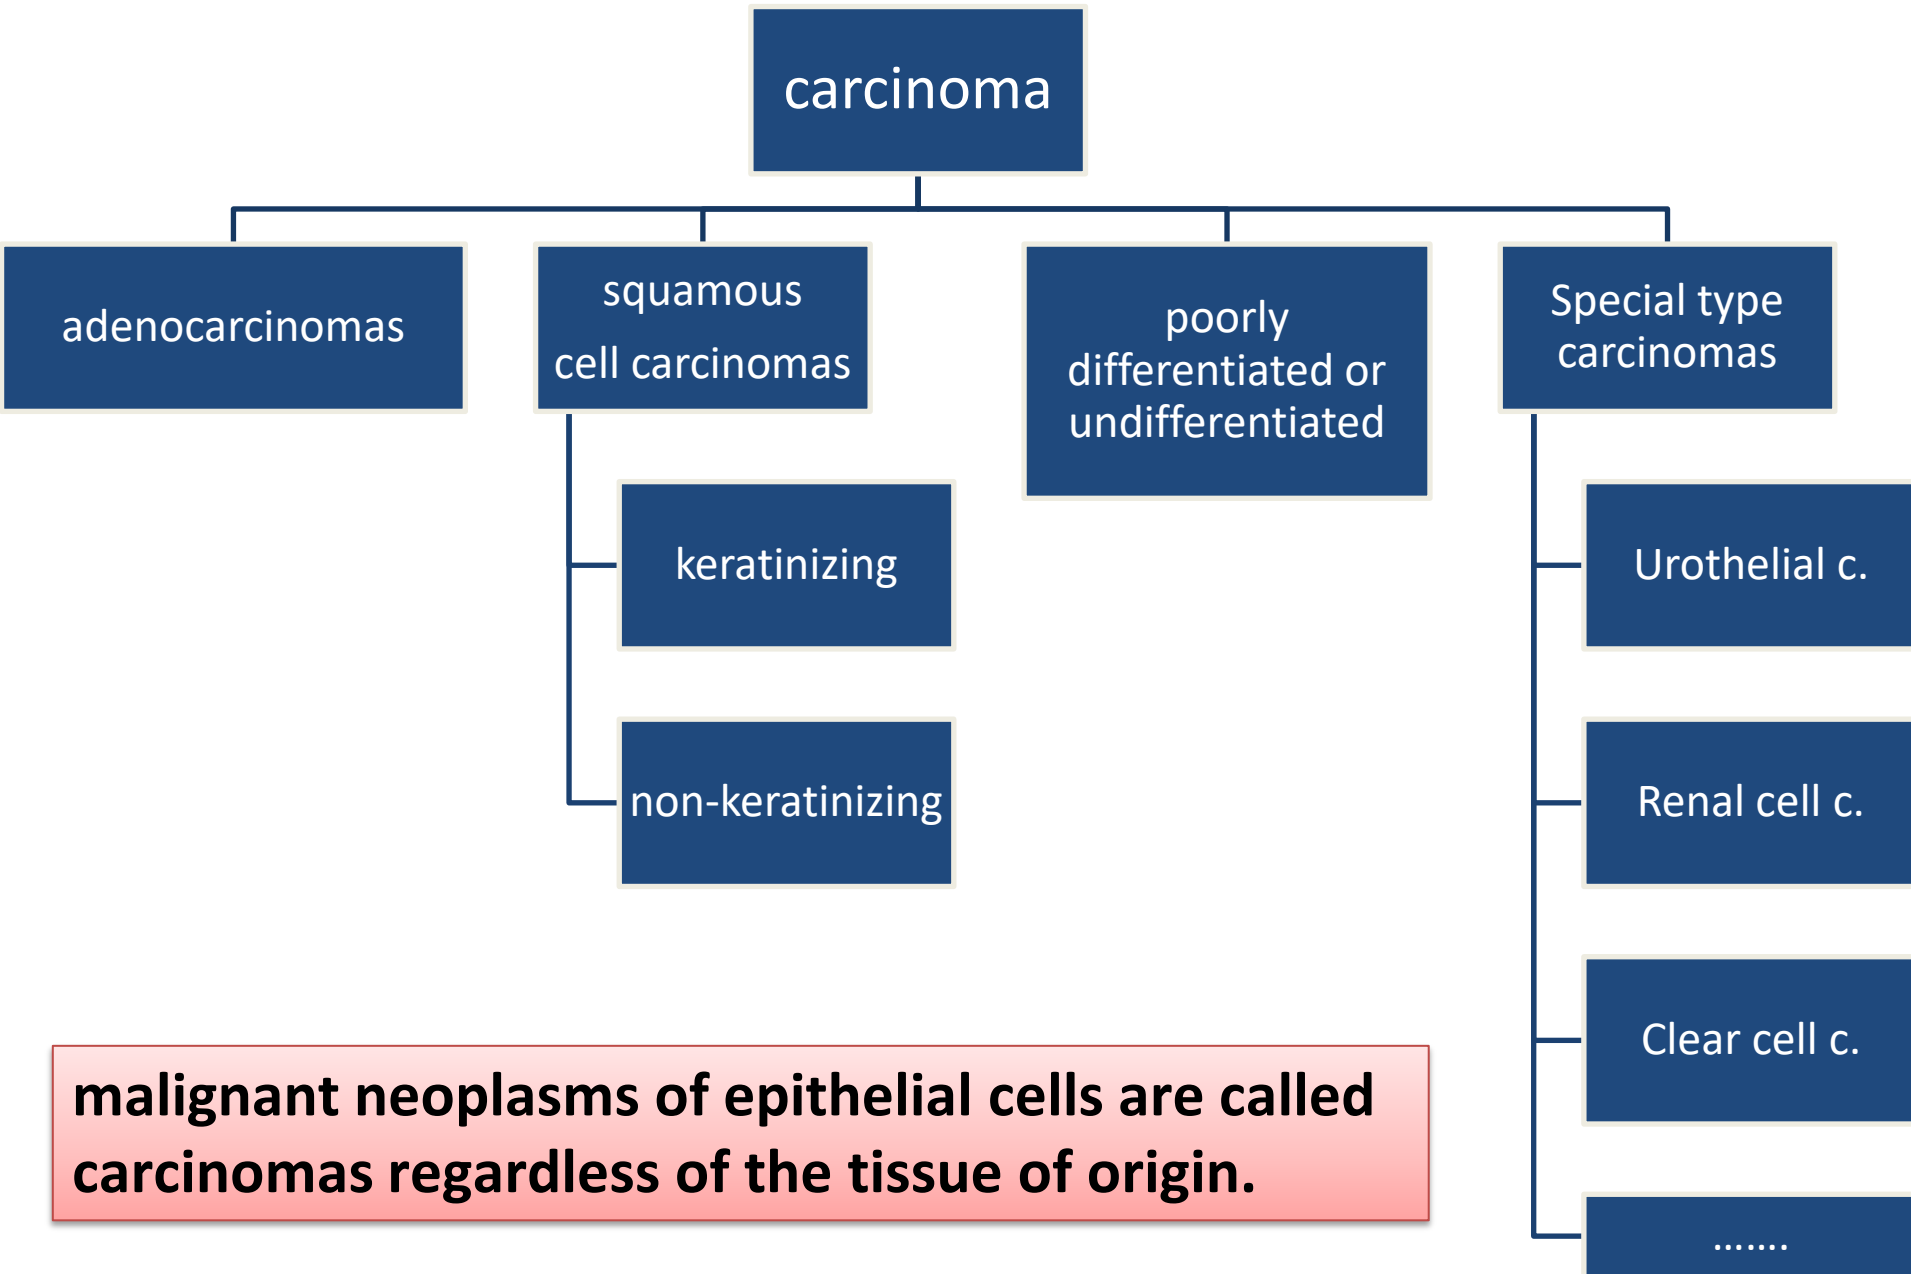 carcinoma
adenocarcinomas
squamous
cell carcinomas
keratinizing
non-keratinizing
poorly
differentiated or
undifferentiated
Special type
carcinomas
Urothelial c.
Renal cell c.
Clear cell c.
.......
malignant neoplasms of epithelial cells are called
carcinomas regardless of the tissue of origin.